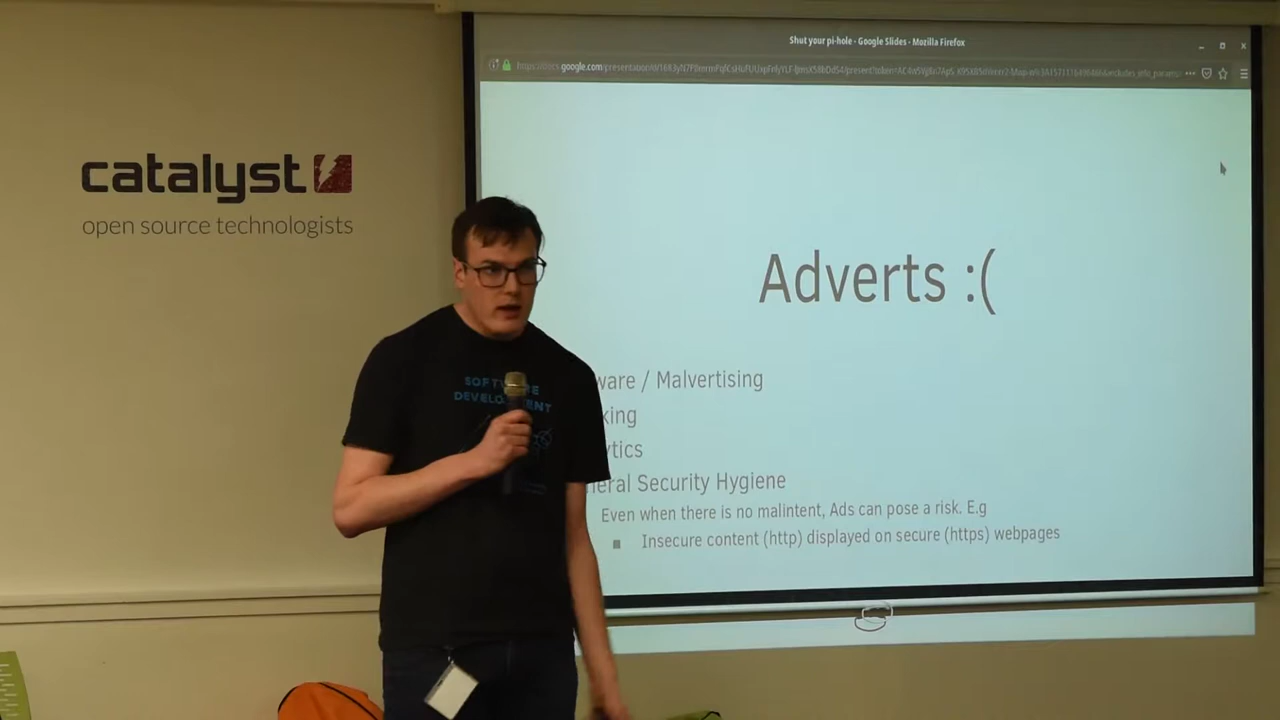 Shut your pi-hole - Google Slides - Mozilla Firefox
catalyst
open source technologists
Adverts :(
ware / Malvertising
king
ytics
eral Security Hygiene
Even when there is no malintent, Ads can pose a risk. E.g
Insecure content (http) displayed on secure (https) webpages
SOFTWARE
DEVELOPMENT